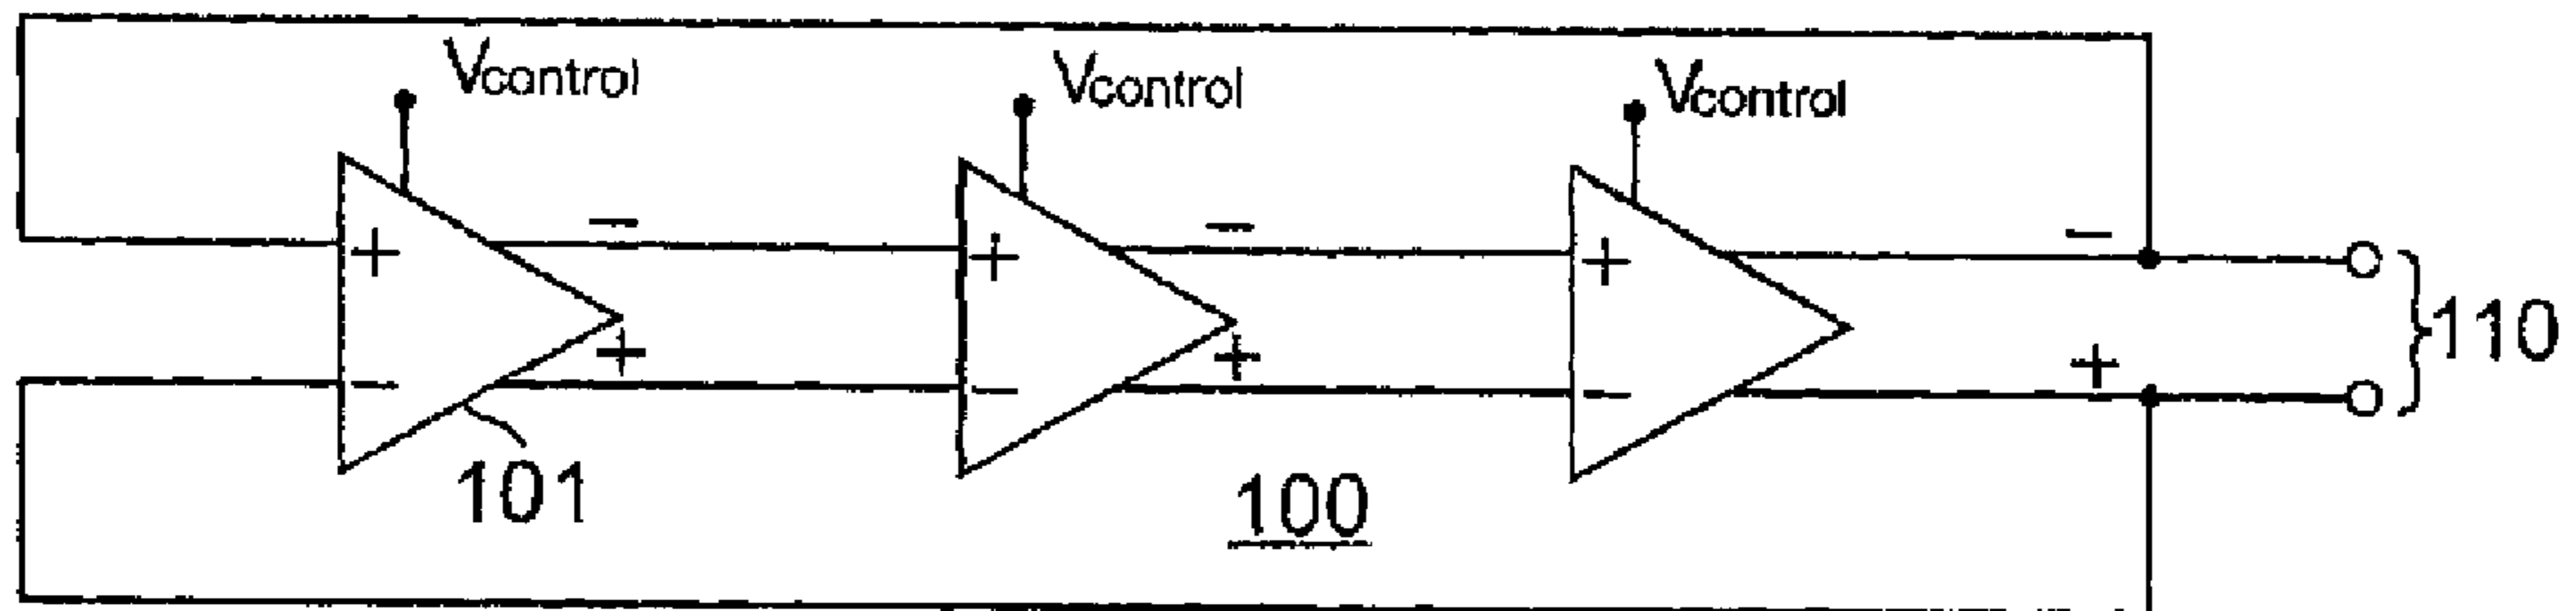 Vcontrol Vcontrol Vcontrol
+ - + - + -
- + - + - +
110
101
100